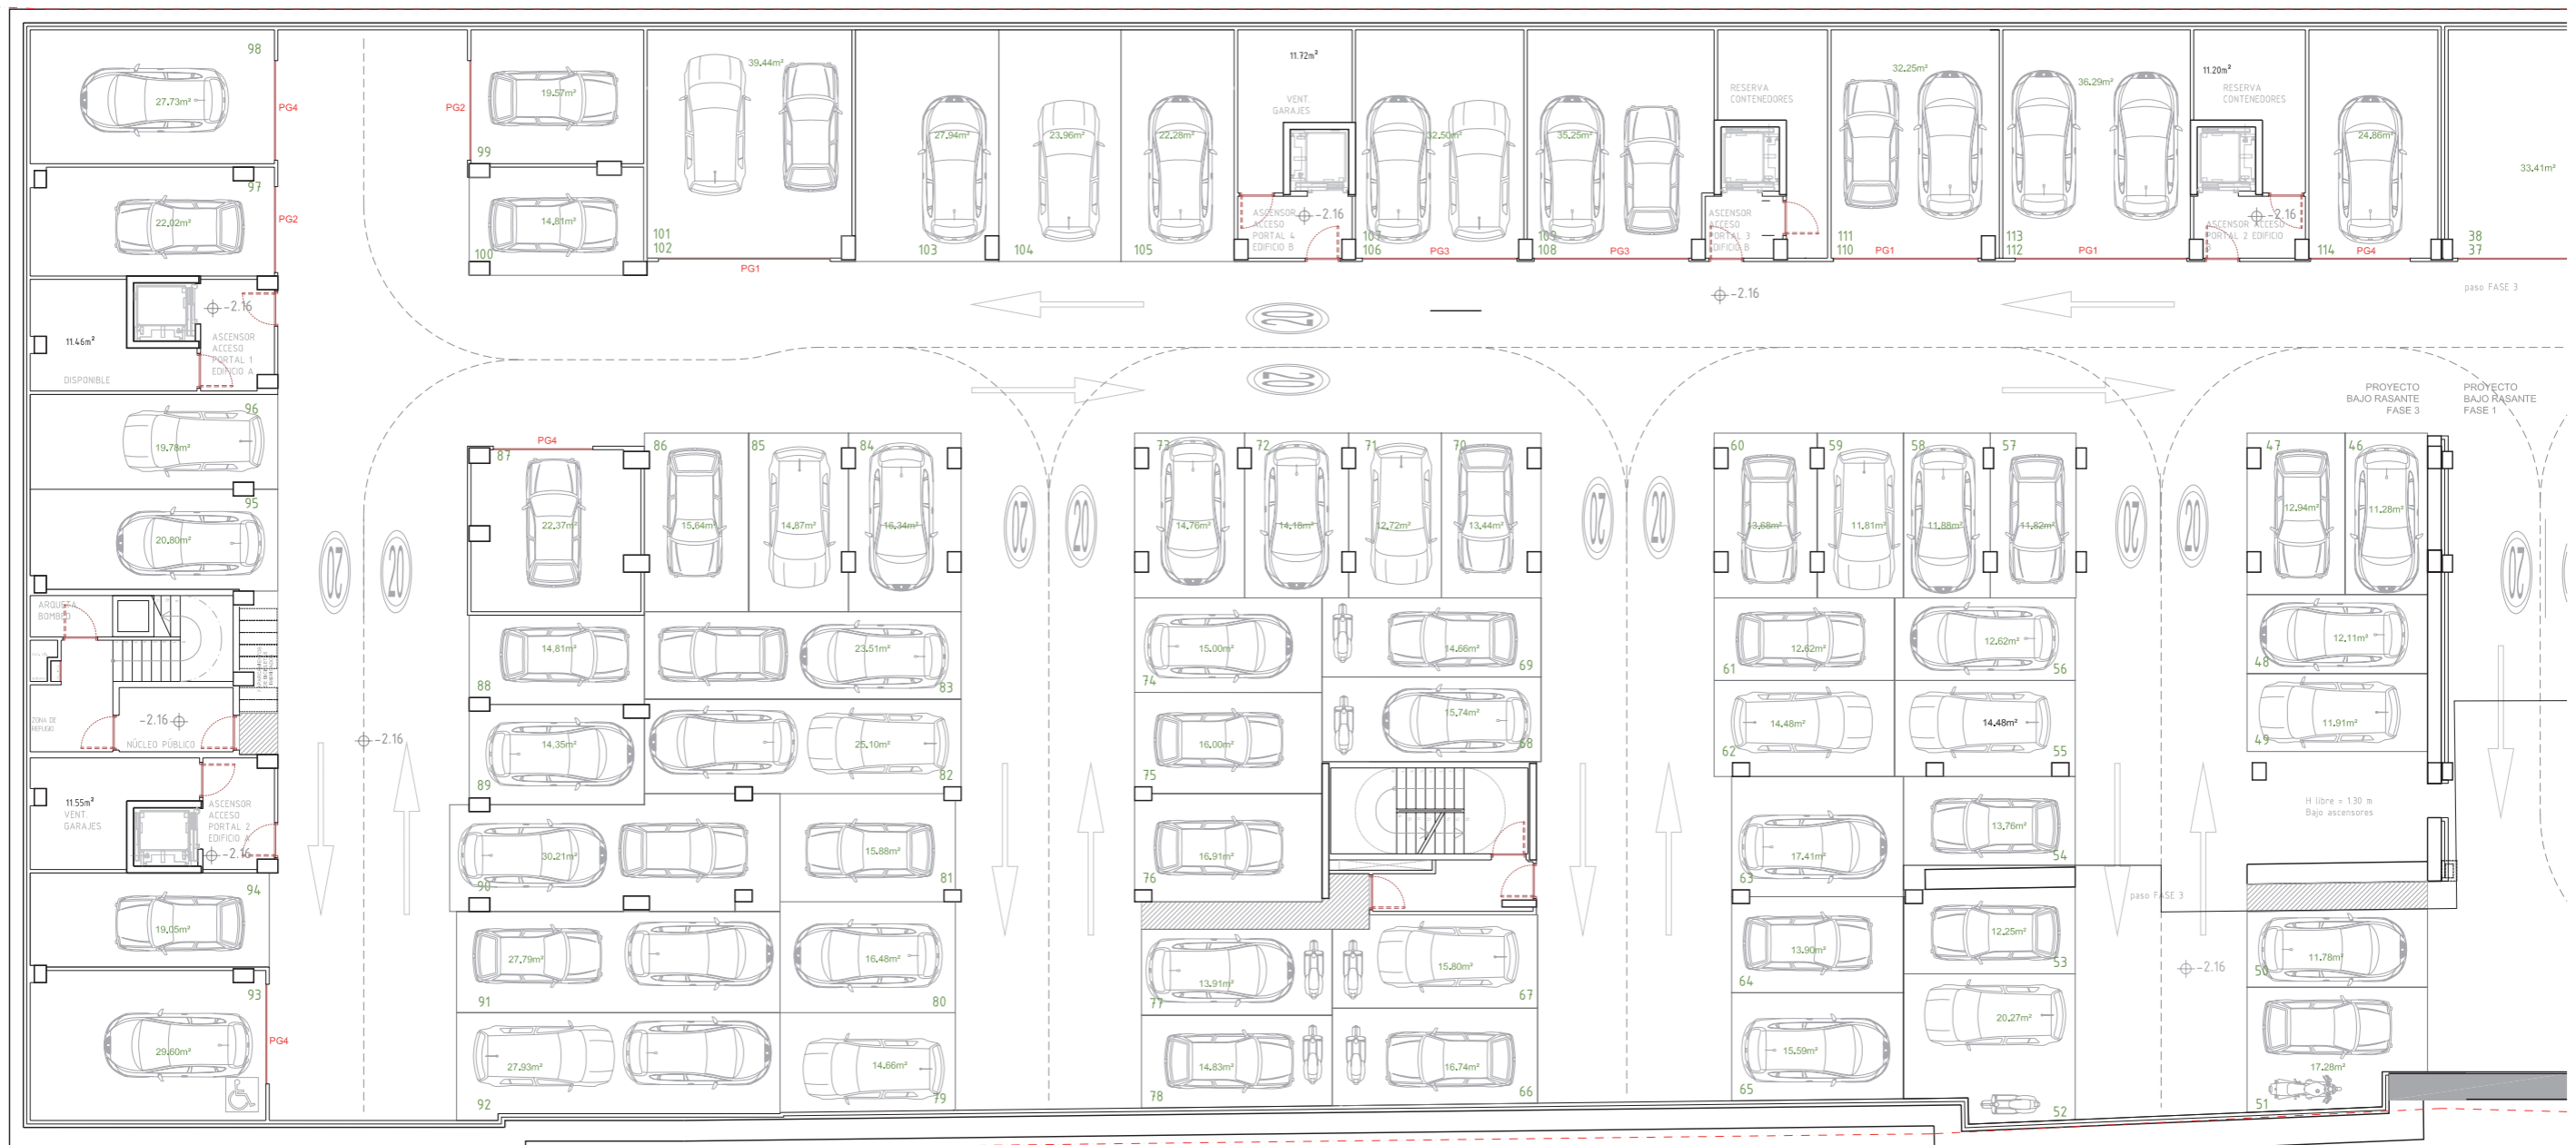 98
27.73m²
PG4
PG2
19.57m²
99
39.44m²
101
102
PG1
27.94m²
103
23.96m²
104
22.28m²
105
11.72m²
VENT.
GARAJES
ASCENSOR
ACCESO
PORTAL 4
EDIFICIO B
-2.16
32.50m²
107
106
PG3
35.25m²
109
108
PG3
RESERVA
CONTENEDORES
ASCENSOR
ACCESO
PORTAL 3
EDIFICIO B
32.25m²
111
110
PG1
36.29m²
113
112
PG1
11.20m²
RESERVA
CONTENEDORES
-2.16
ASCENSOR ACCESO
PORTAL 2 EDIFICIO
24.86m²
114
PG4
33.41m²
38
37
97
22.02m²
PG2
14.81m²
100
-2.16
11.46m²
DISPONIBLE
ASCENSOR
ACCESO
PORTAL 1
EDIFICIO A
20
20
-2.16
paso FASE 3
PROYECTO
BAJO RASANTE
FASE 3
PROYECTO
BAJO RASANTE
FASE 1
96
19.78m²
95
20.80m²
20
20
PG4
87
22.37m²
86
15.64m²
85
14.87m²
84
16.34m²
20
20
73
14.76m²
72
14.18m²
71
12.72m²
70
13.44m²
20
20
60
13.68m²
59
11.81m²
58
11.88m²
57
11.82m²
20
20
47
12.94m²
46
11.28m²
20
ARQUETA
BOMBEO
ZONA DE
REFUGIO
-2.16
NÚCLEO PÚBLICO
-2.16
14.81m²
88
23.51m²
83
14.35m²
89
25.10m²
82
15.00m²
74
14.66m²
69
16.00m²
75
15.74m²
68
12.62m²
61
12.62m²
56
14.48m²
62
14.48m²
55
12.11m²
48
11.91m²
49
11.55m²
VENT.
GARAJES
ASCENSOR
ACCESO
PORTAL 2
EDIFICIO A
-2.16
30.21m²
90
15.88m²
81
16.91m²
76
17.41m²
63
13.76m²
54
H libre = 1.30 m
Bajo ascensores
paso FASE 3
94
19.05m²
27.79m²
91
16.48m²
80
13.91m²
77
15.80m²
67
13.90m²
64
12.25m²
53
-2.16
11.78m²
50
93
29.60m²
PG4
27.93m²
92
14.66m²
79
14.83m²
78
16.74m²
66
15.59m²
65
20.27m²
52
17.28m²
51